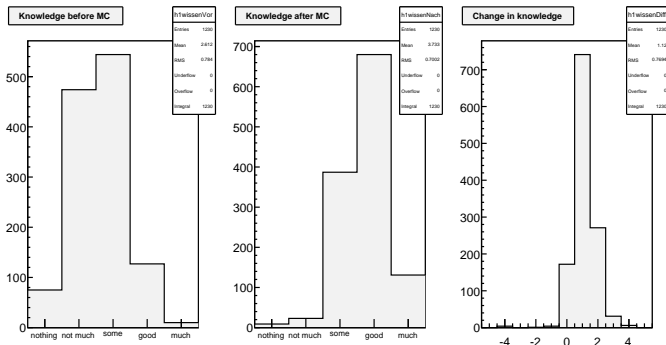 Knowledge before MC
h1wissenVor
Entries 1230
Mean 2.612
RMS 0.784
Underflow 0
Overflow 0
Integral 1230
500
400
300
200
100
0
nothing not much some good much
Knowledge after MC
h1wissenNach
Entries 1230
Mean 3.733
RMS 0.7002
Underflow 0
Overflow 0
Integral 1230
700
600
500
400
300
200
100
0
nothing not much some good much
Change in knowledge
h1wissenDiff
Entries 1230
Mean 1.12
RMS 0.7694
Underflow 0
Overflow 0
Integral 1230
700
600
500
400
300
200
100
0
-4 -2 0 2 4